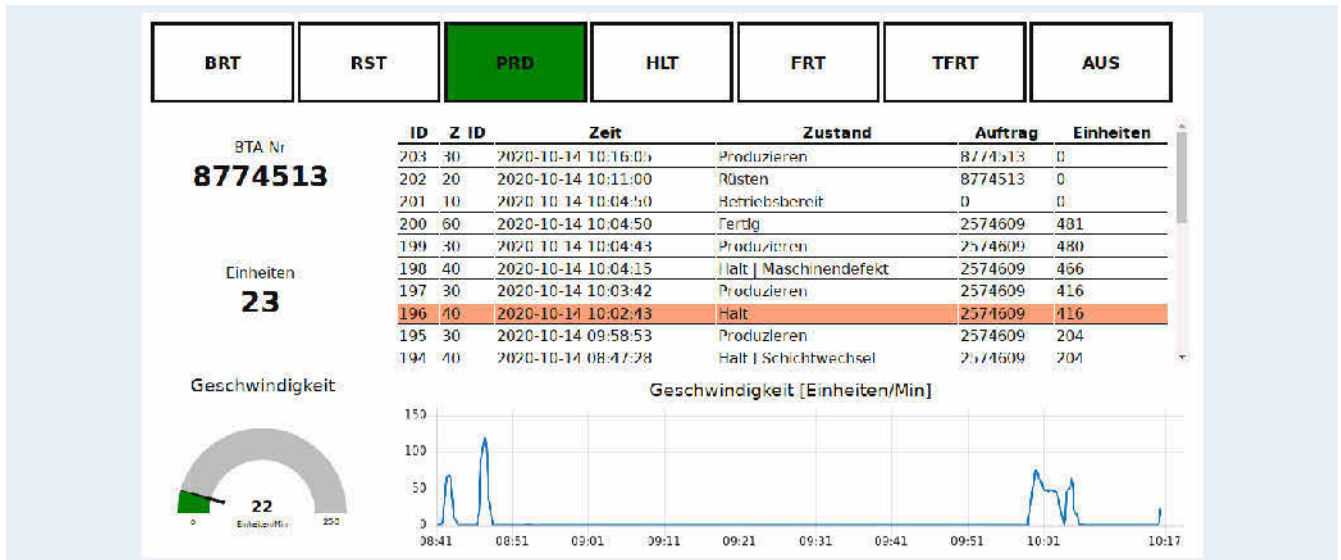 BRT RST PRD HLT FRT TFRT AUS
BTA Nr
8774513
Einheiten
23
ID Z ID Zeit Zustand Auftrag Einheiten
203 30 2020-10-14 10:16:05 Produzieren 8774513 0
202 20 2020-10-14 10:11:00 Rüsten 8774513 0
201 10 2020-10-14 10:04:50 Betriebsbereit 0 0
200 60 2020-10-14 10:04:50 Fertig 2574609 481
199 30 2020-10-14 10:04:43 Produzieren 2574609 480
198 40 2020-10-14 10:04:15 Halt | Maschinendefekt 2574609 466
197 30 2020-10-14 10:03:42 Produzieren 2574609 416
196 40 2020-10-14 10:02:43 Halt 2574609 416
195 30 2020-10-14 09:58:53 Produzieren 2574609 204
194 40 2020-10-14 08:47:28 Halt | Schichtwechsel 2574609 204
Geschwindigkeit
22
Einheiten/Min
0 250
Geschwindigkeit [Einheiten/Min]
150
100
50
0
08:41 08:51 09:01 09:11 09:21 09:31 09:41 09:51 10:01 10:17